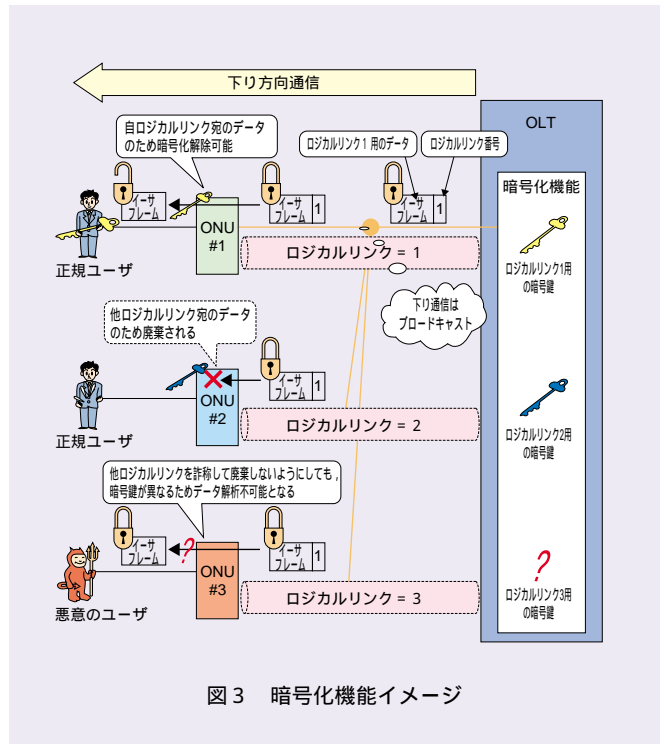 下り方向通信
OLT
自ロジカルリンク宛のデータ
のため暗号化解除可能
ロジカルリンク1用のデータ
ロジカルリンク番号
暗号化機能
イーサ
フレーム
イーサ
フレーム 1
イーサ
フレーム 1
ONU
#1
正規ユーザ
ロジカルリンク = 1
ロジカルリンク1用
の暗号鍵
下り通信は
ブロードキャスト
他ロジカルリンク宛のデータ
のため廃棄される
イーサ
フレーム 1
ONU
#2
正規ユーザ
ロジカルリンク = 2
ロジカルリンク2用
の暗号鍵
他ロジカルリンクを詐称して廃棄しないようにしても,
暗号鍵が異なるためデータ解析不可能となる
イーサ
フレーム
?
イーサ
フレーム 1
ONU
#3
悪意のユーザ
ロジカルリンク = 3
?
ロジカルリンク3用
の暗号鍵
図3 暗号化機能イメージ